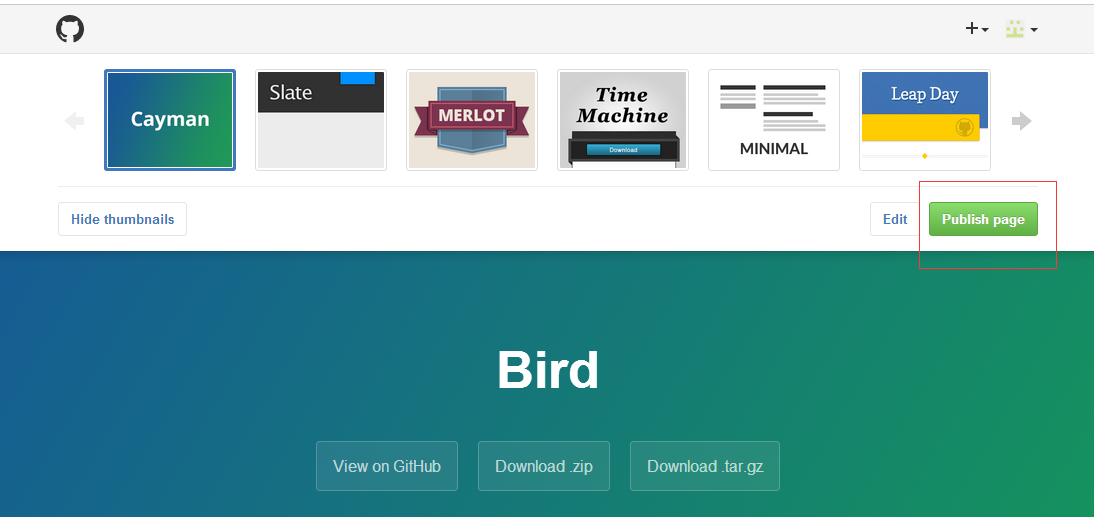 Cayman
Slate
MERLOT
Time
Machine
Download
MINIMAL
Leap Day
Hide thumbnails
Edit
Publish page
Bird
View on GitHub
Download .zip
Download .tar.gz